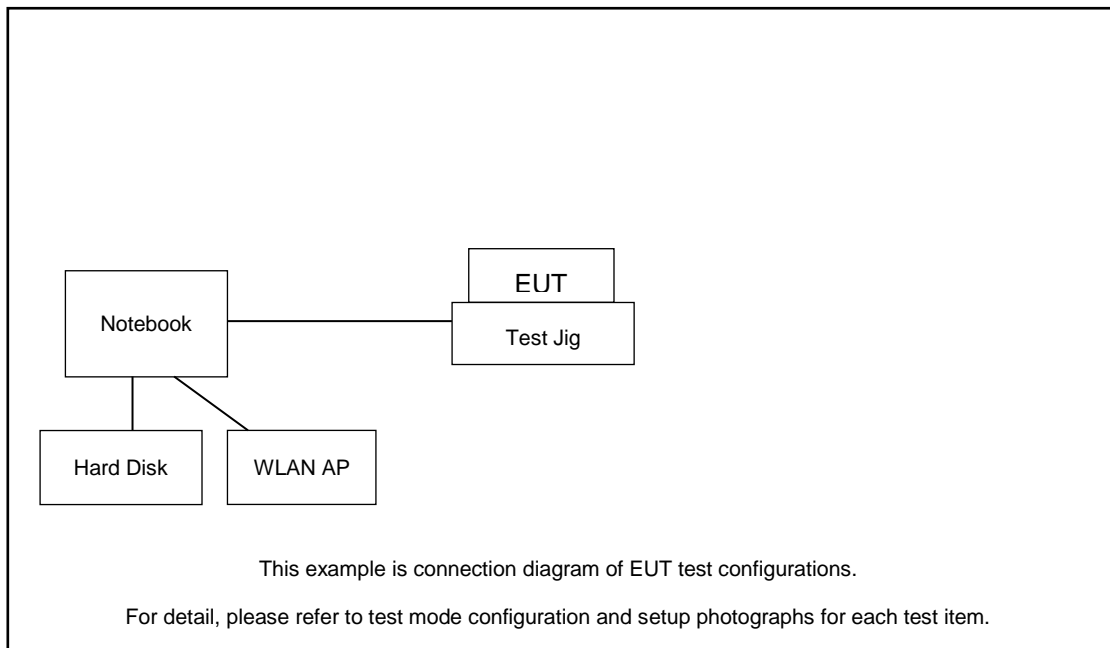 EUT
Notebook
Test Jig
Hard Disk
WLAN AP
This example is connection diagram of EUT test configurations.
For detail, please refer to test mode configuration and setup photographs for each test item.